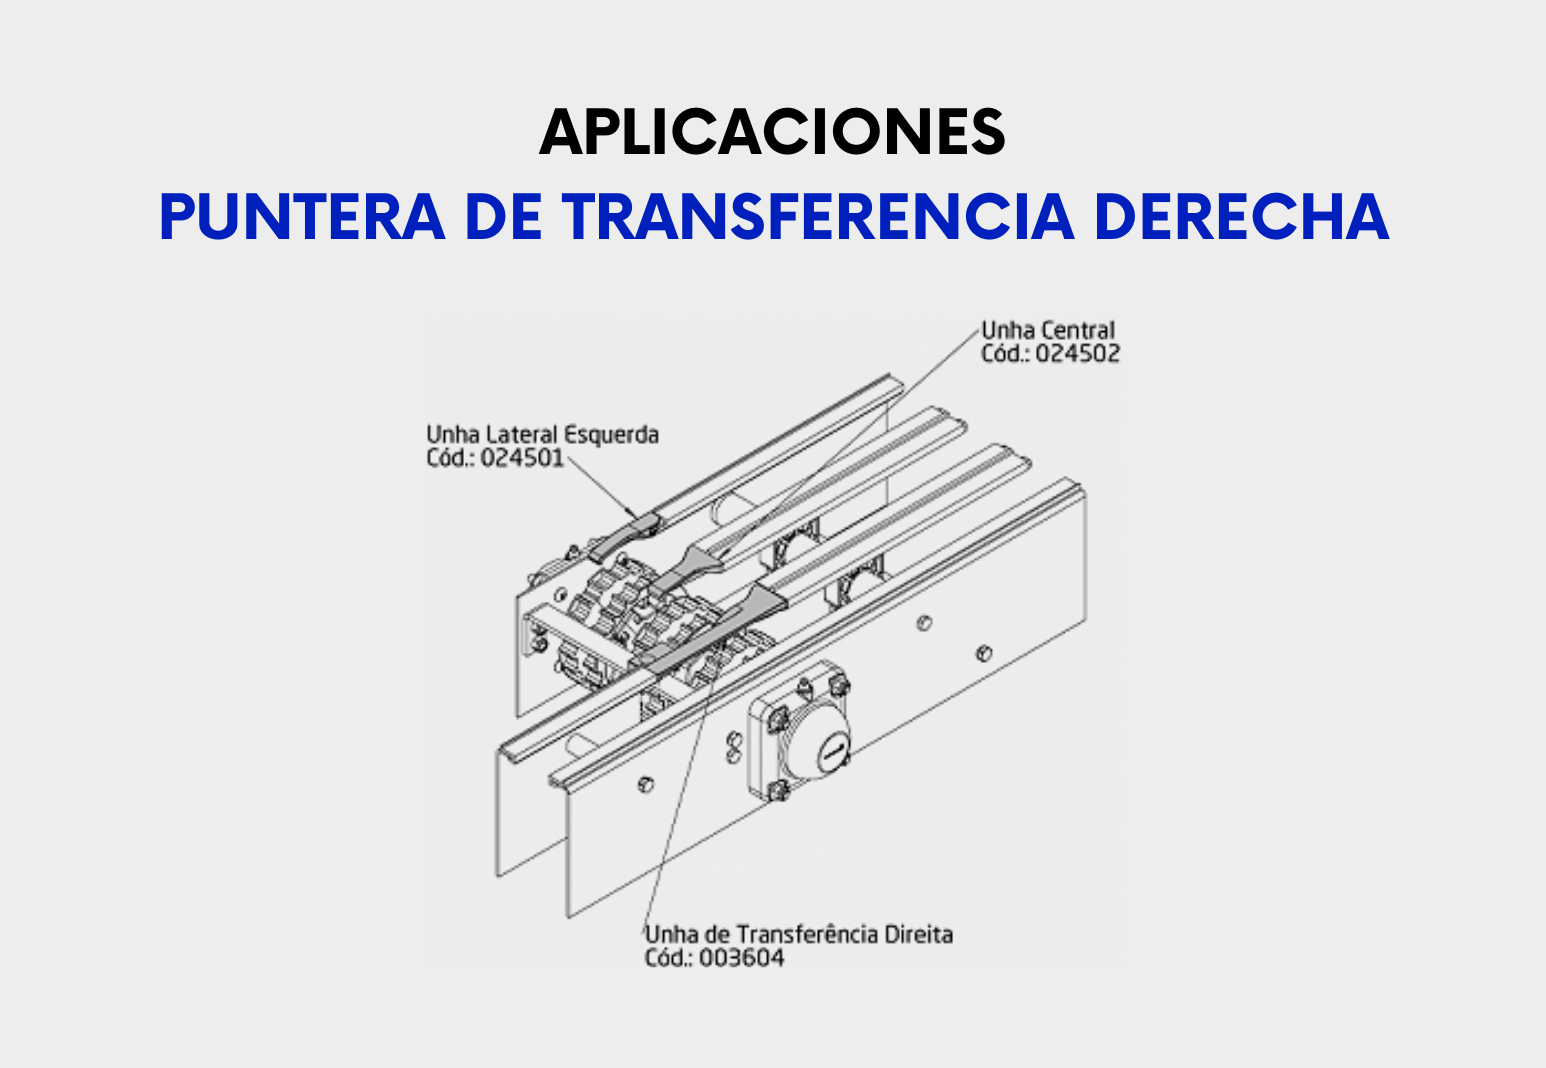 APLICACIONES
PUNTERA DE TRANSFERENCIA DERECHA
Unha Central
Cód.: 024502
Unha Lateral Esquerda
Cód.: 024501
Unha de Transferência Direita
Cód.: 003604